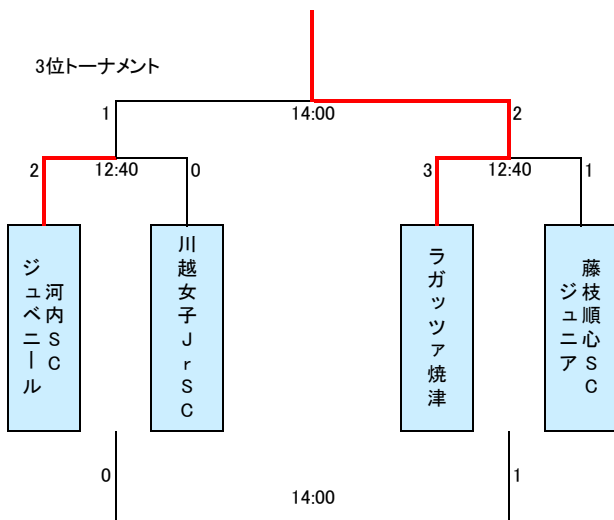 3位トーナメント
1
14:00
2
2
12:40
0
3
12:40
1
河内SC
ジュベニール
川越女子JrSC
ラガッツァ焼津
藤枝順心SC
ジュニア
0
14:00
1